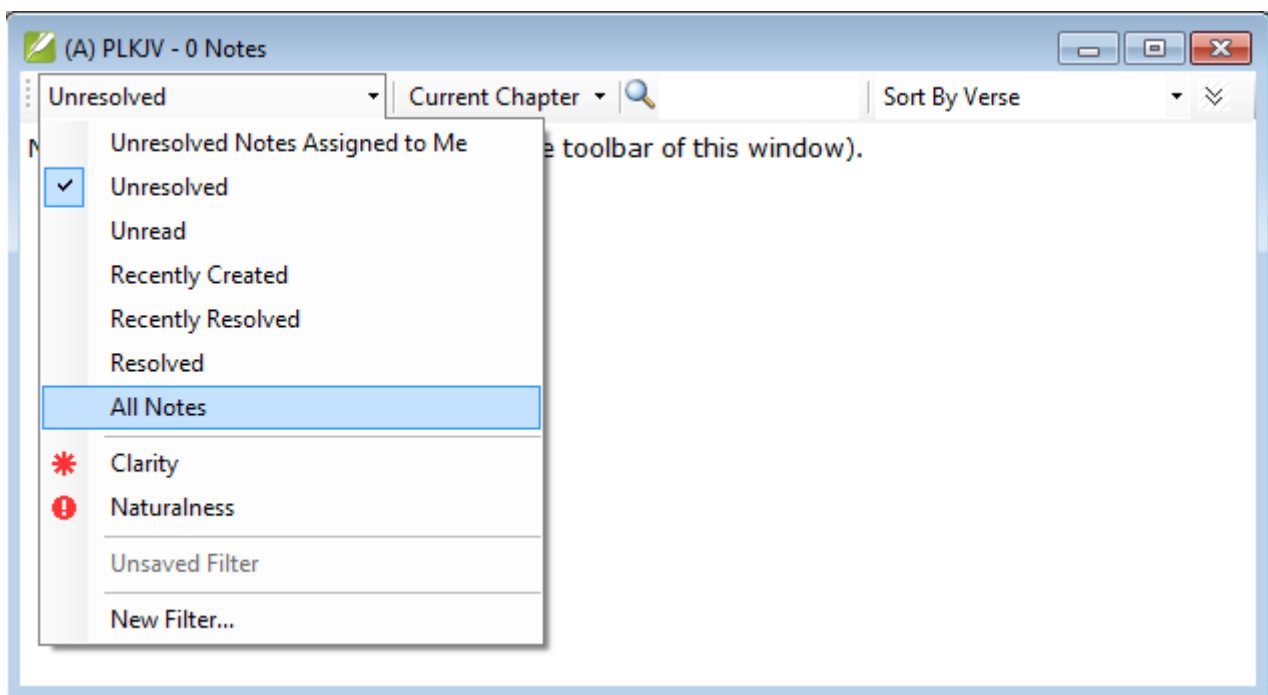 (A) PLKJV - 0 Notes
Unresolved Current Chapter Sort By Verse
toolbar of this window).
Unresolved Notes Assigned to Me
Unresolved
Unread
Recently Created
Recently Resolved
Resolved
All Notes
Clarity
Naturalness
Unsaved Filter
New Filter...